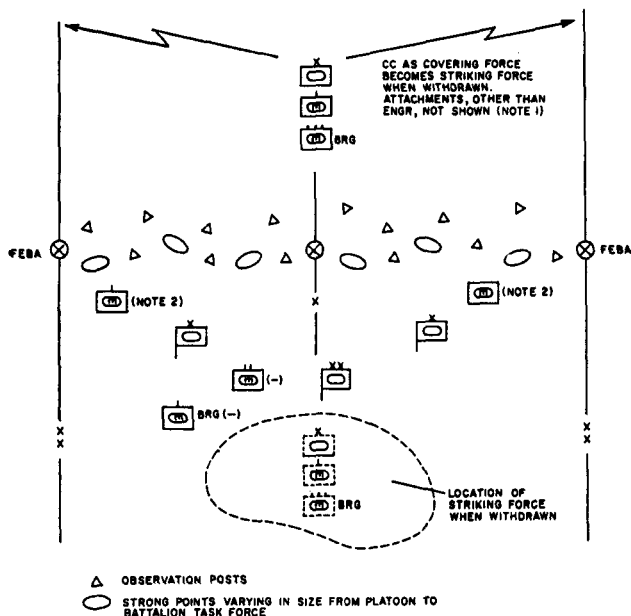 X
CC AS COVERING FORCE
BECOMES STRIKING FORCE
WHEN WITHDRAWN.
ATTACHMENTS, OTHER THAN
ENGR, NOT SHOWN (NOTE 1)
E
E BRG
FEBA
FEBA
E (NOTE 2)
E (NOTE 2)
X
X
X
E (-)
XX
E BRG (-)
X
X
X
X
X
E
E BRG
LOCATION OF
STRIKING FORCE
WHEN WITHDRAWN
OBSERVATION POSTS
STRONG POINTS VARYING IN SIZE FROM PLATOON TO
BATTALION TASK FORCE